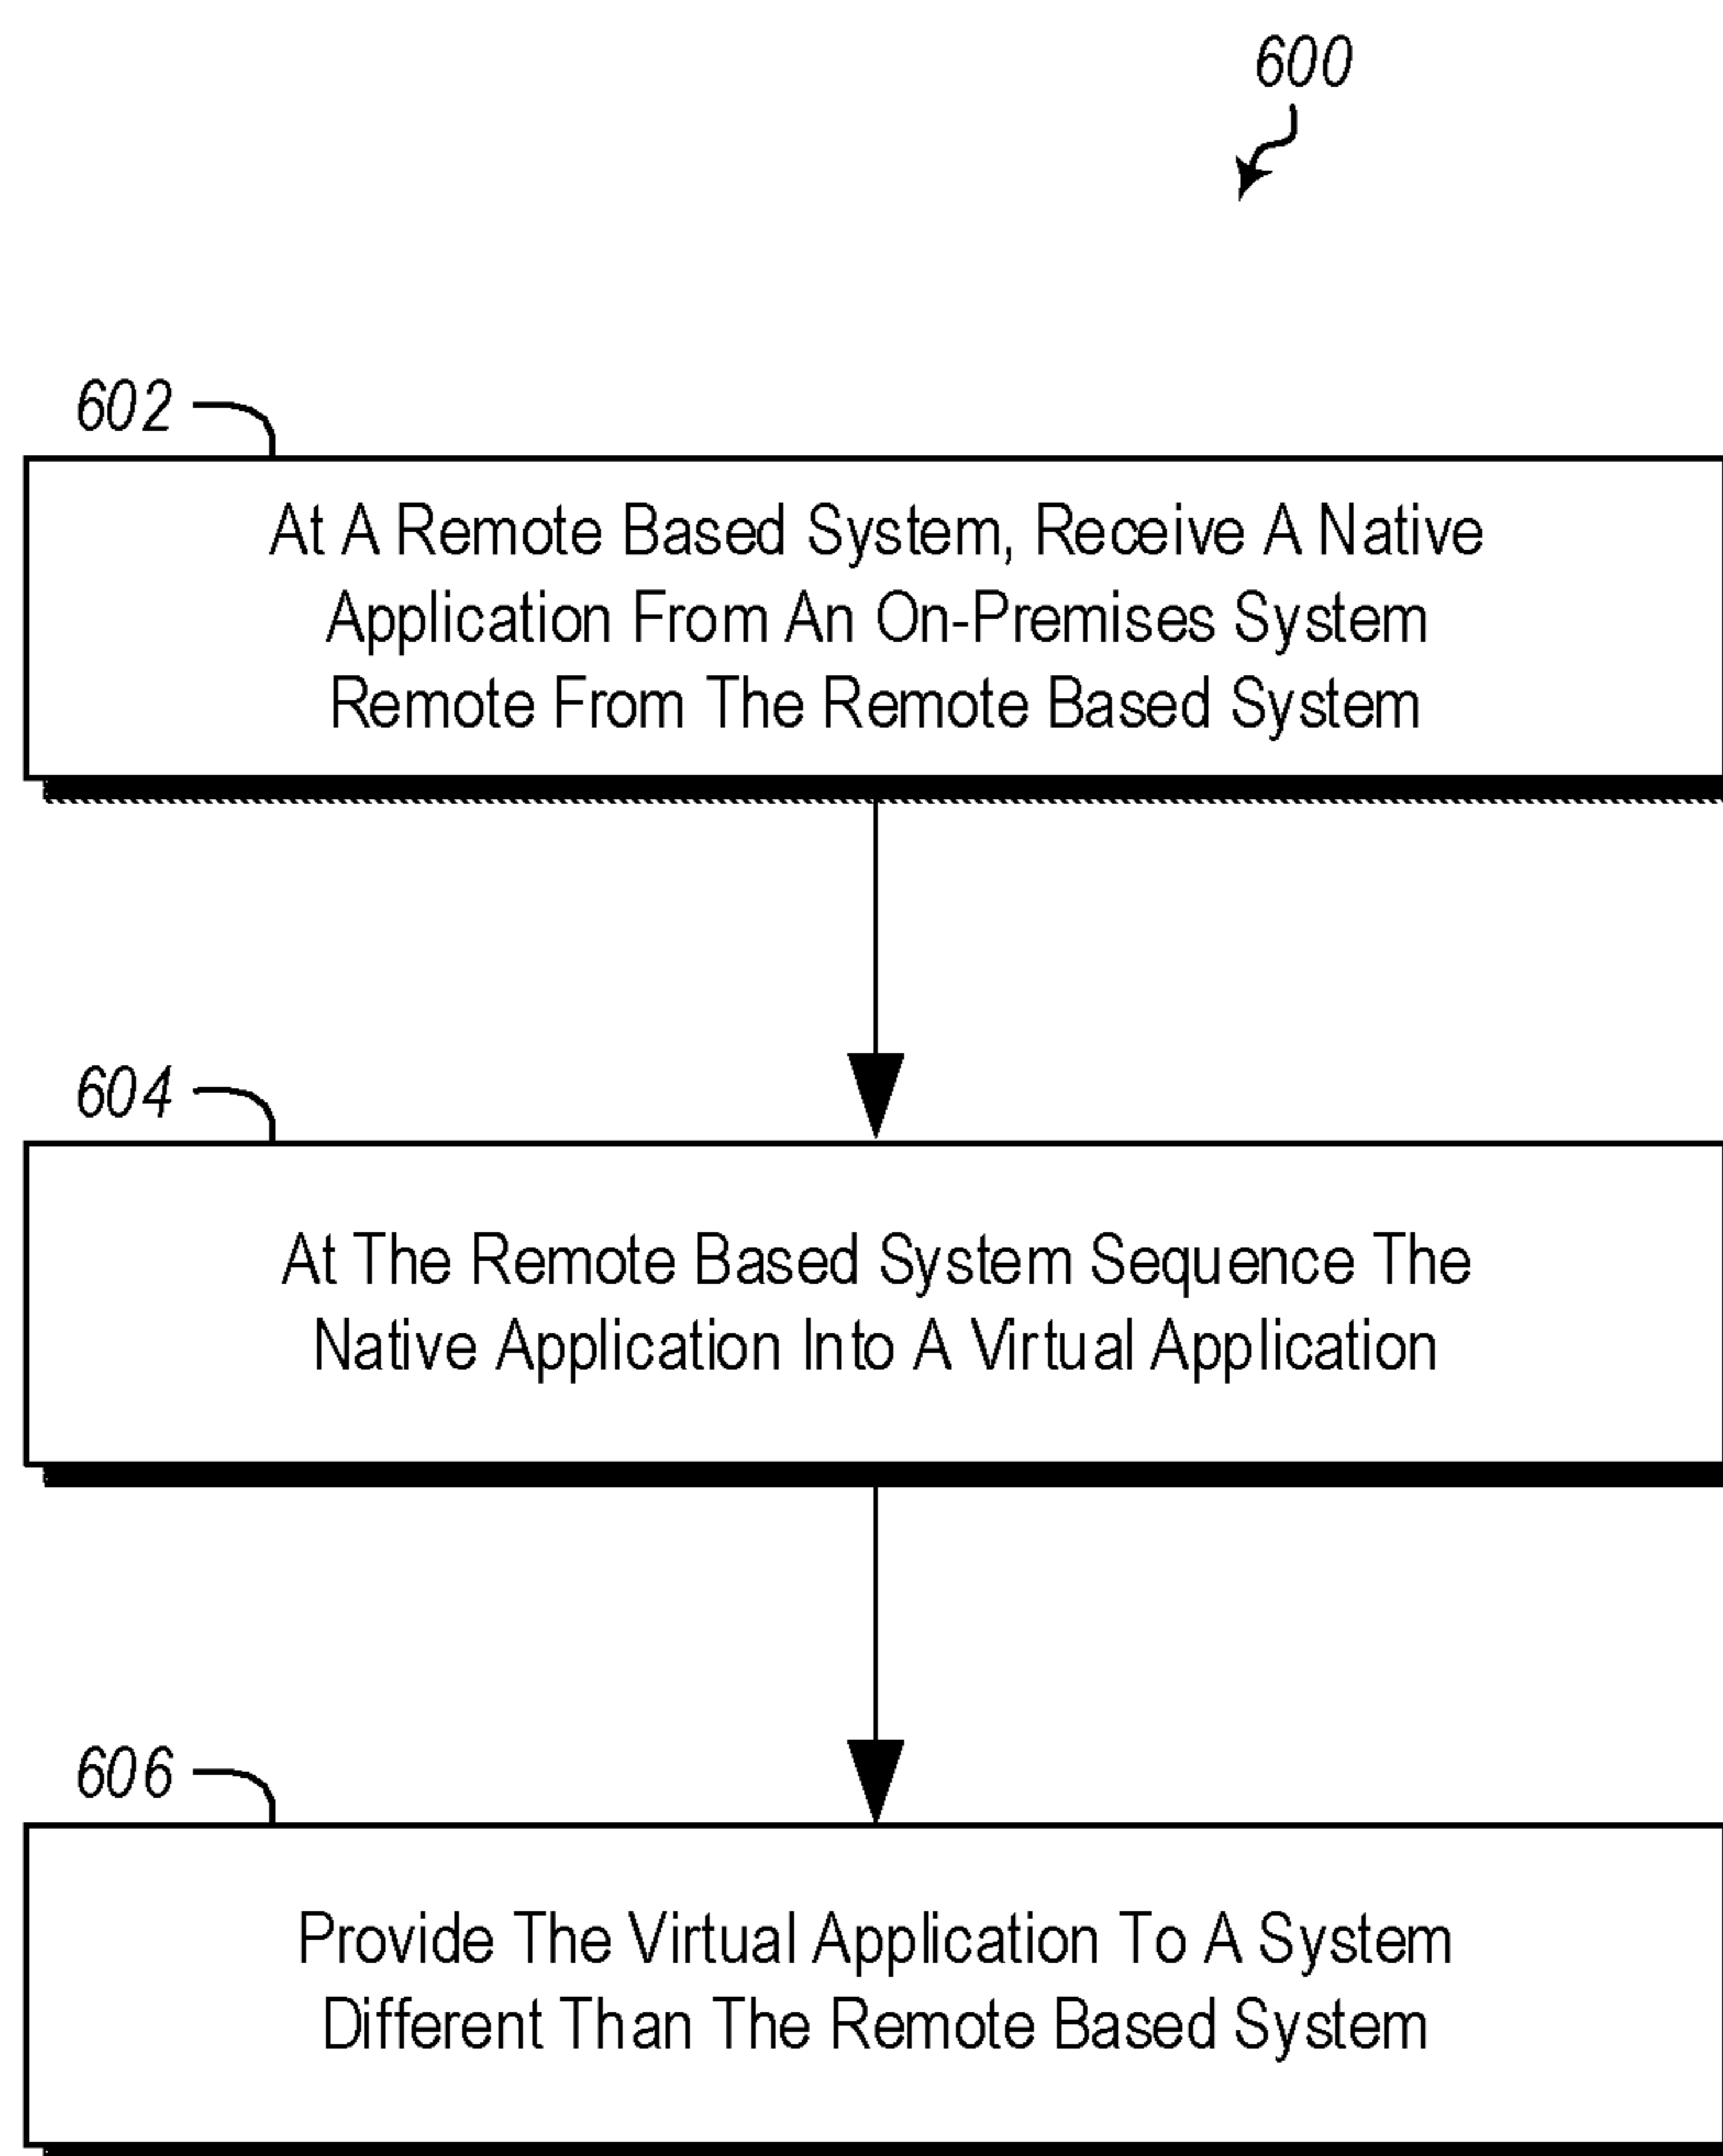 600
602
At A Remote Based System, Receive A Native
Application From An On-Premises System
Remote From The Remote Based System
604
At The Remote Based System Sequence The
Native Application Into A Virtual Application
606
Provide The Virtual Application To A System
Different Than The Remote Based System